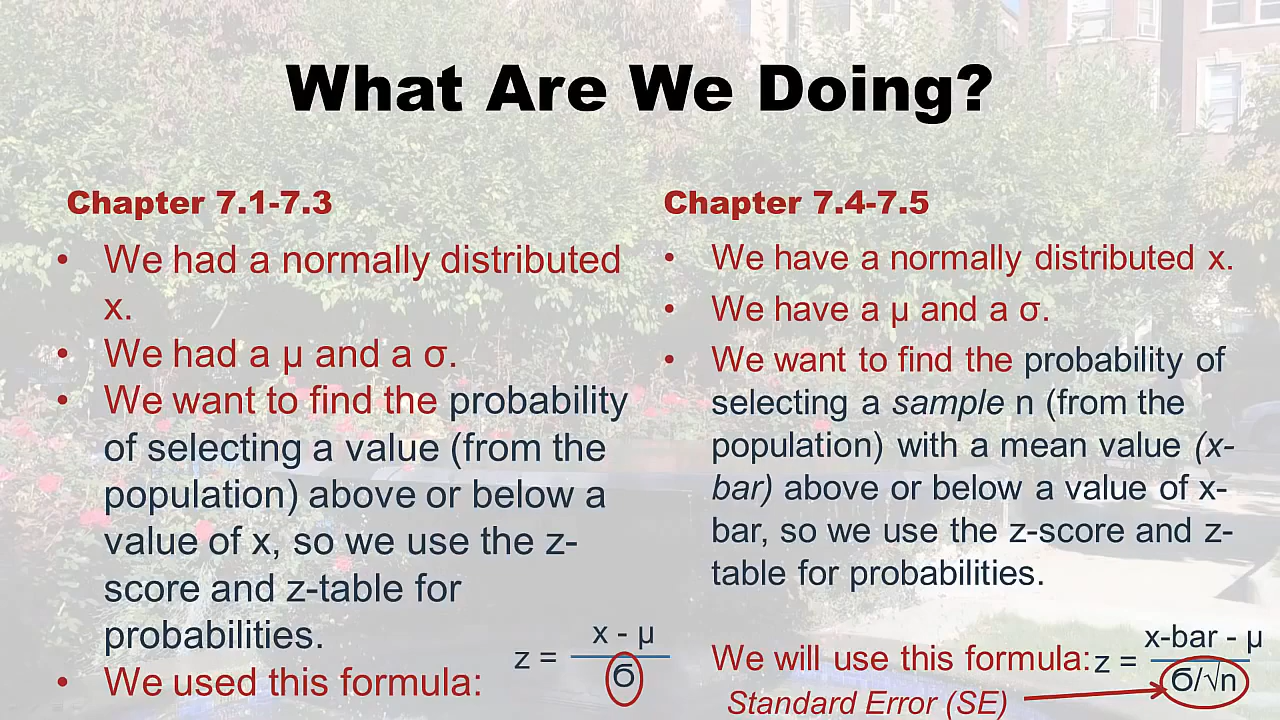 What Are We Doing?
Chapter 7.1-7.3
• We had a normally distributed
x.
• We had a μ and a σ.
• We want to find the probability
of selecting a value (from the
population) above or below a
value of x, so we use the z-
score and z-table for
probabilities.
• We used this formula:
z =
x - μ
Ϭ
Chapter 7.4-7.5
• We have a normally distributed x.
• We have a μ and a σ.
• We want to find the probability of
selecting a sample n (from the
population) with a mean value (x-
bar) above or below a value of x-
bar, so we use the z-score and z-
table for probabilities.
We will use this formula:
z =
x-bar - μ
Ϭ/√n
Standard Error (SE)